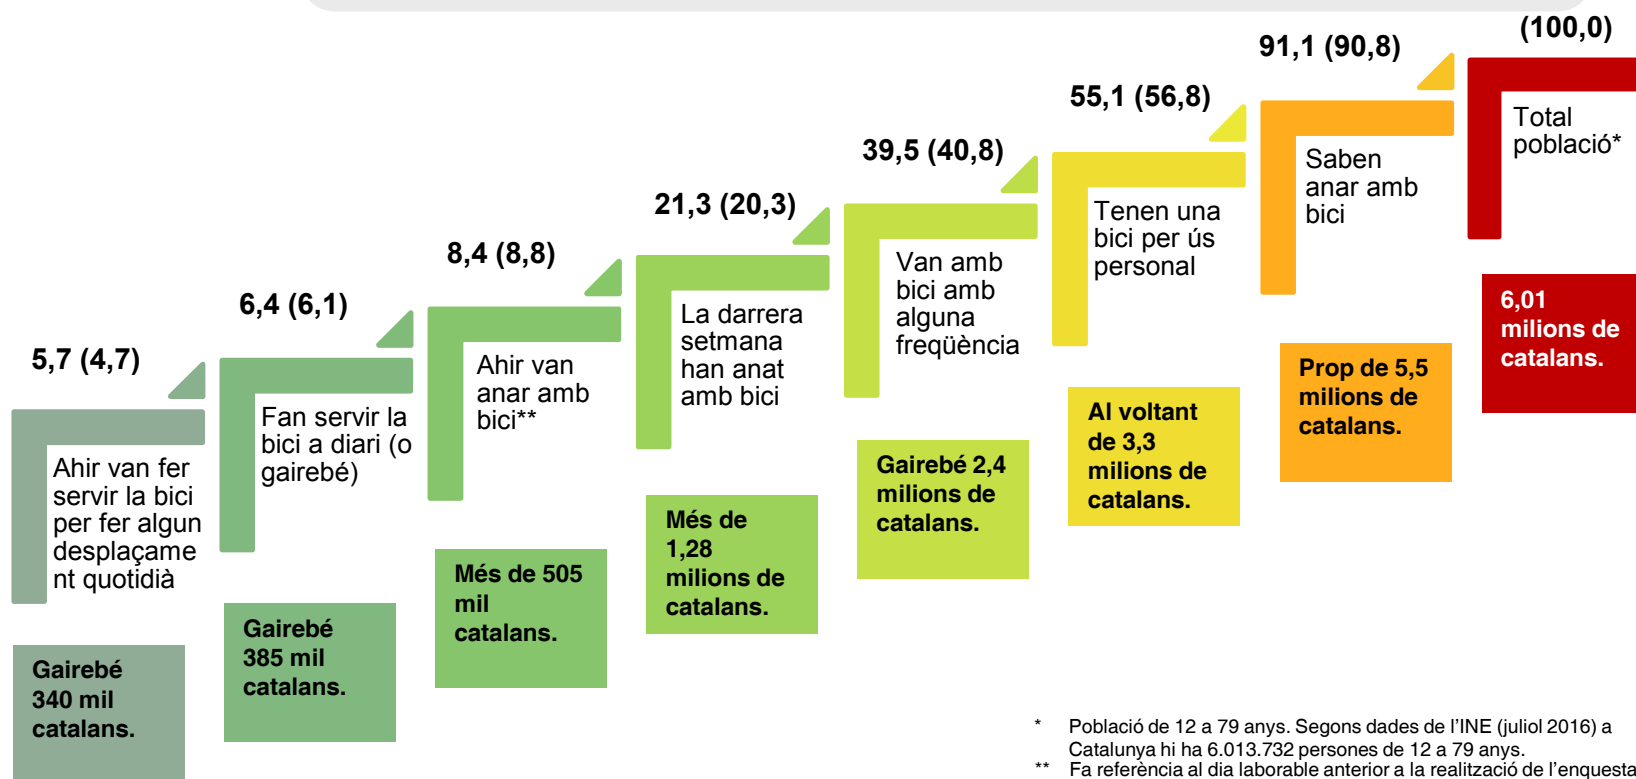 5,7 (4,7)
Ahir van fer
servir la bici
per fer algun
desplaçame
nt quotidià
Gairebé
340 mil
catalans.
6,4 (6,1)
Fan servir la
bici a diari (o
gairebé)
Gairebé
385 mil
catalans.
8,4 (8,8)
Ahir van
anar amb
bici**
Més de 505
mil
catalans.
21,3 (20,3)
La darrera
setmana
han anat
amb bici
Més de
1,28
milions de
catalans.
39,5 (40,8)
Van amb
bici amb
alguna
freqüència
Gairebé 2,4
milions de
catalans.
55,1 (56,8)
Tenen una
bici per ús
personal
Al voltant
de 3,3
milions de
catalans.
91,1 (90,8)
Saben
anar amb
bici
Prop de 5,5
milions de
catalans.
(100,0)
Total
població*
6,01
milions de
catalans.
* Població de 12 a 79 anys. Segons dades de l’INE (juliol 2016) a
Catalunya hi ha 6.013.732 persones de 12 a 79 anys.
** Fa referència al dia laborable anterior a la realització de l’enquesta